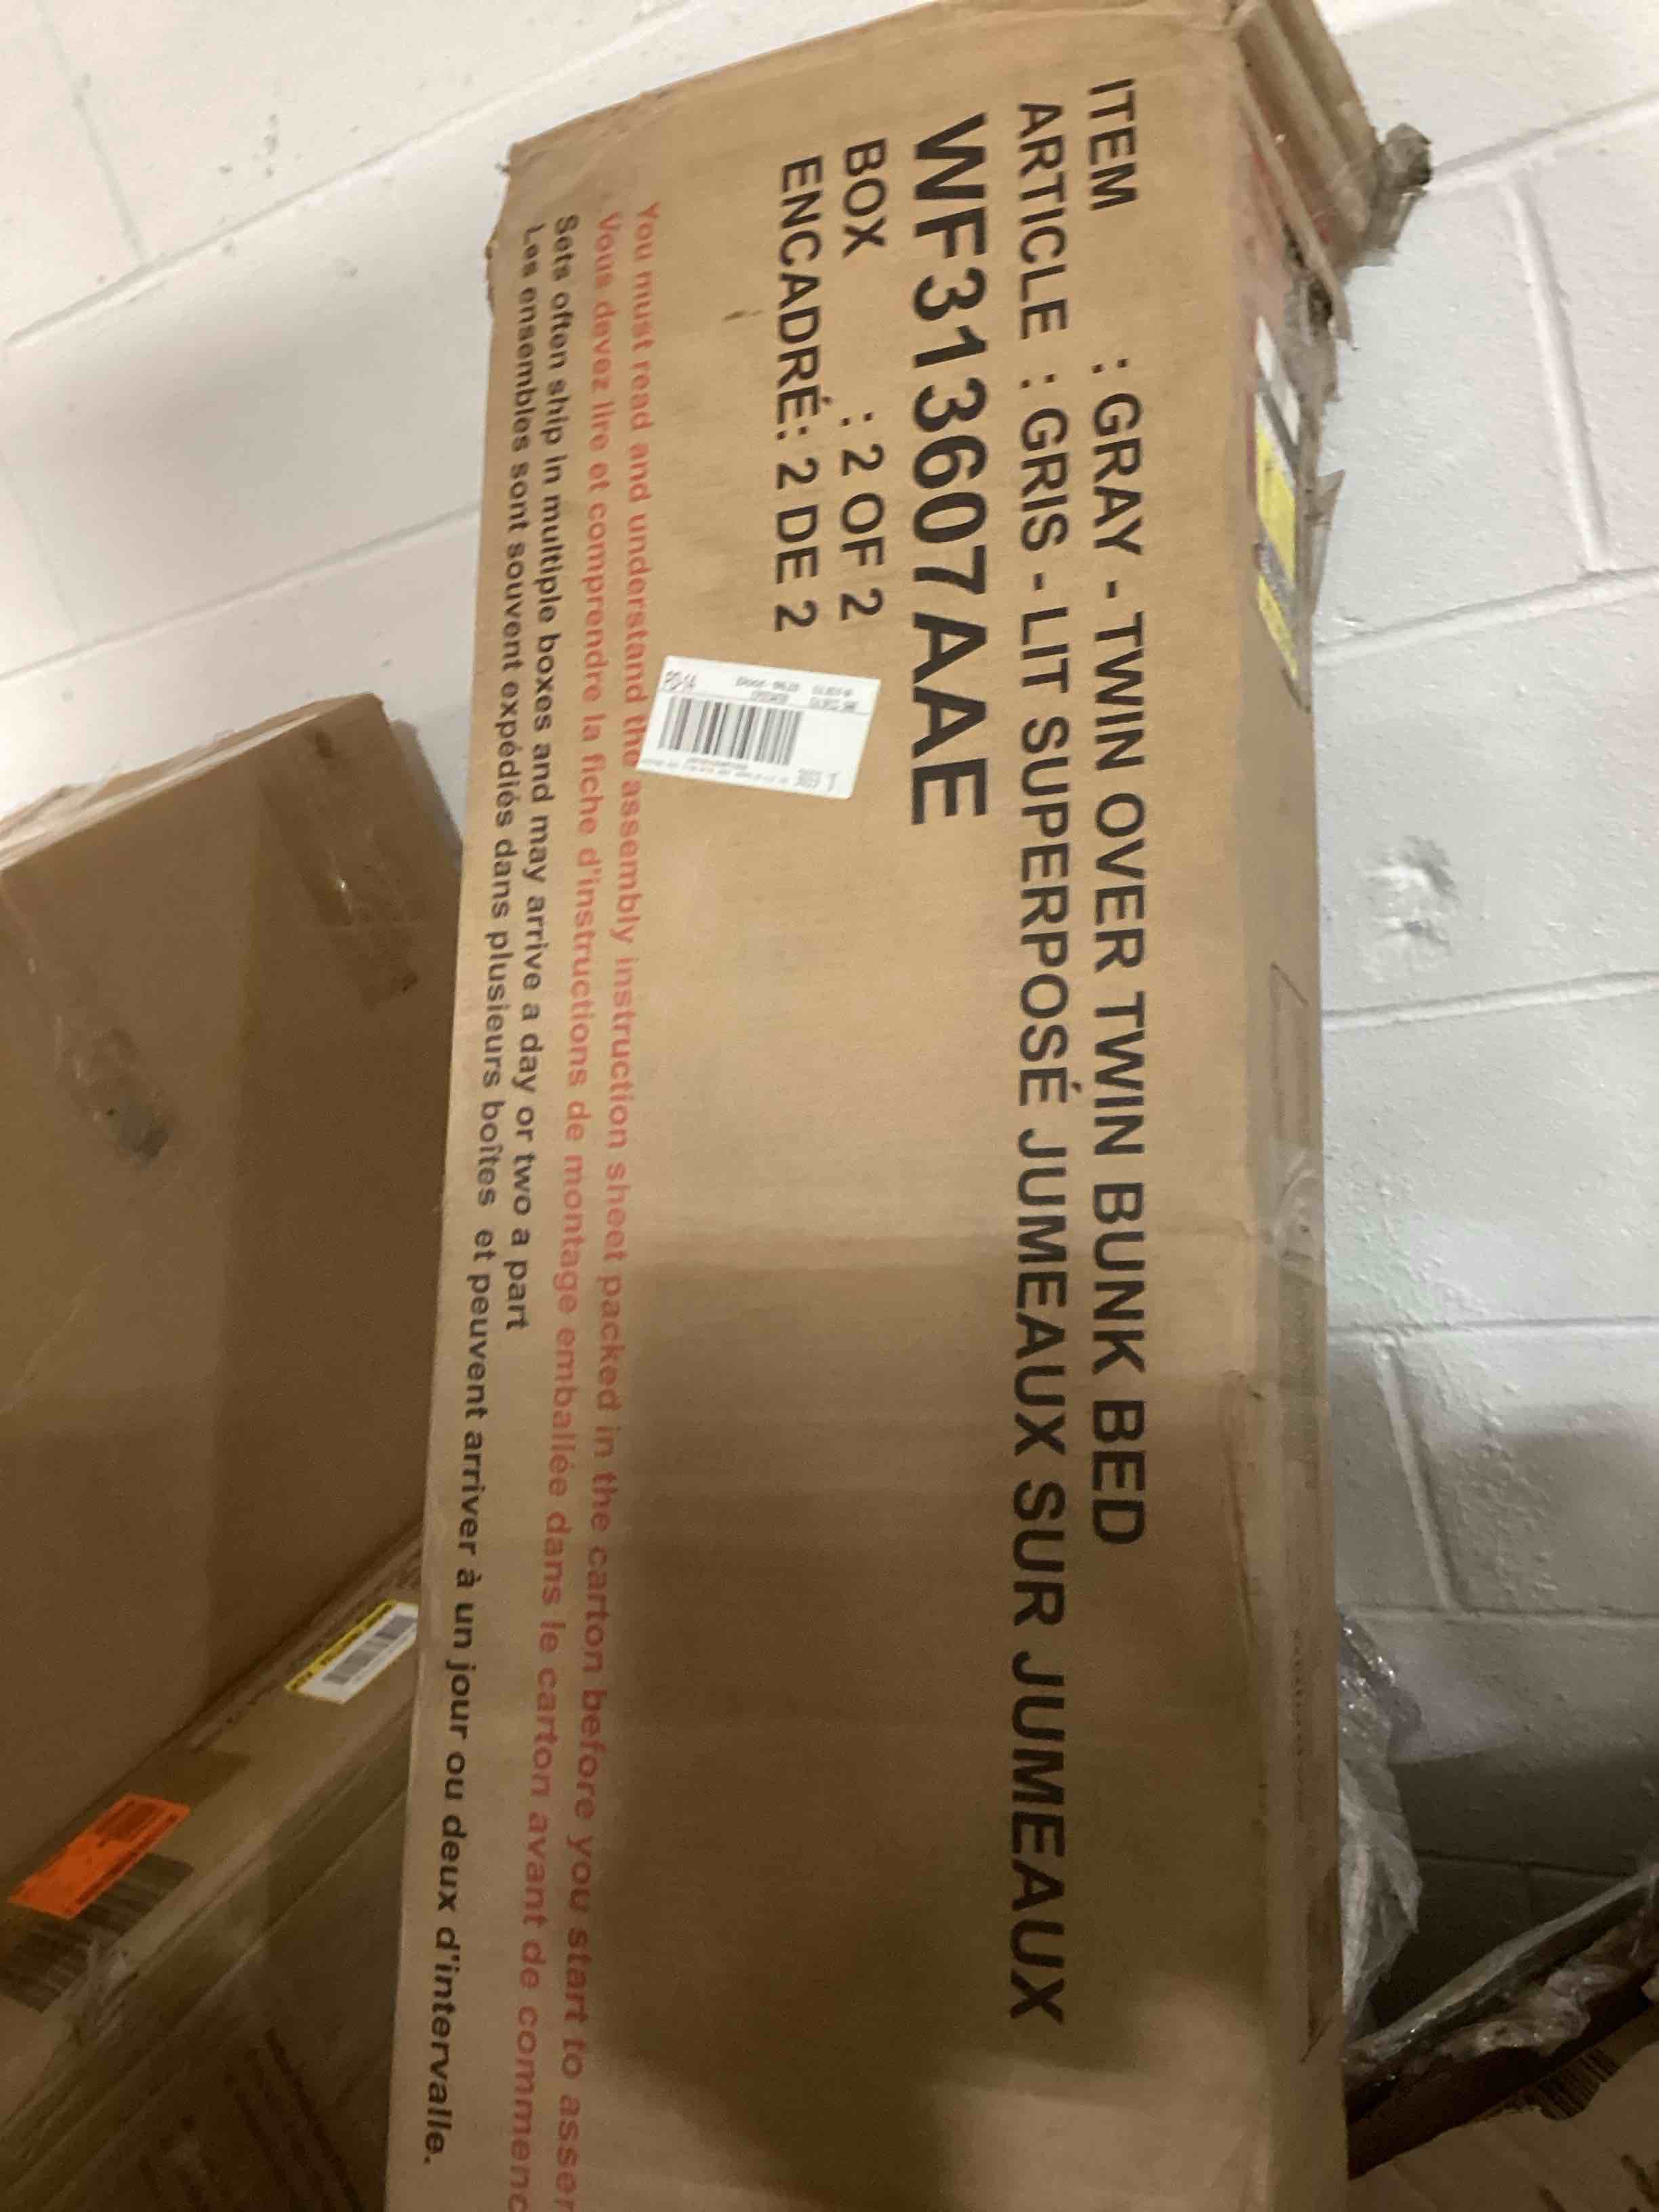 ITEM : GRAY - TWIN OVER TWIN BUNK BED
ARTICLE : GRIS - LIT SUPERPOSÉ JUMEAUX SUR JUMEAUX
WF313607AAE
BOX : 2 OF 2
ENCADRÉ: 2 DE 2
You must read and understand the assembly instruction sheet packed in the carton before you start to asser
Vous devez lire et comprendre la fiche d'instructions de montage emballée dans le carton avant de commenc
Sets often ship in multiple boxes and may arrive a day or two a part
Les ensembles sont souvent expédiés dans plusieurs boîtes et peuvent arriver à un jour ou deux d'intervalle.